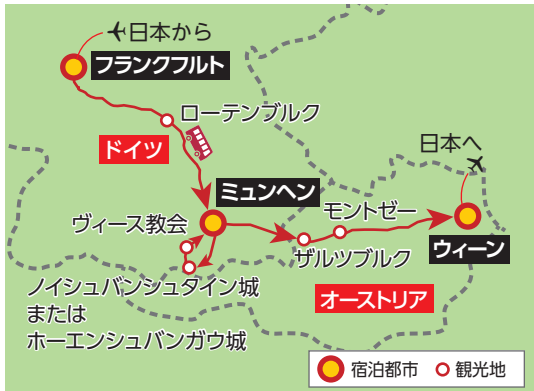 日本から
フランクフルト
ローテンブルク
ドイツ
日本へ
ミュンヘン
モントゼー
ヴィース教会
ウィーン
ザルツブルク
ノイシュバンシュタイン城
または
ホーエンシュバンガウ城
オーストリア
宿泊都市
観光地